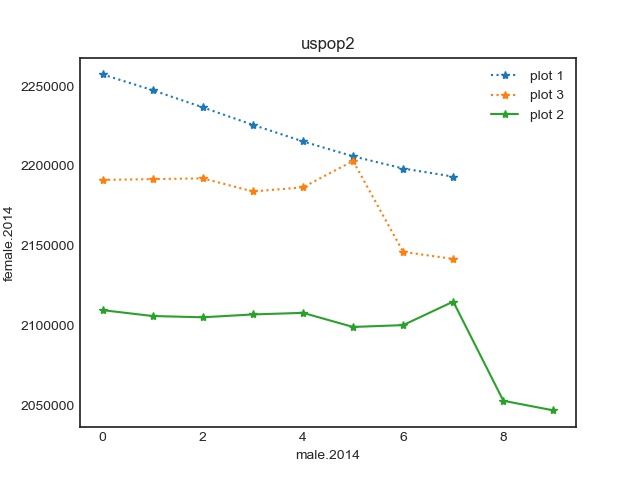 uspop2
plot 1
plot 3
plot 2
2250000
2200000
2150000
2100000
2050000
female.2014
0 2 4 6 8
male.2014